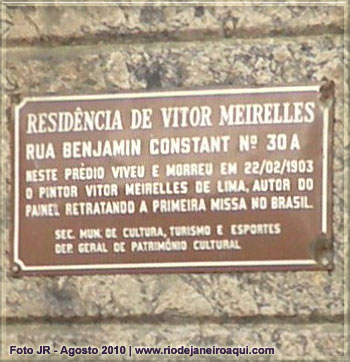 RESIDÊNCIA DE VITOR MEIRELLES
RUA BENJAMIN CONSTANT Nº 30 A
NESTE PRÉDIO VIVEU E MORREU EM 22/02/1903
O PINTOR VITOR MEIRELES DE LIMA, AUTOR DO
PAINEL RETRATANDO A PRIMEIRA MISSA NO BRASIL.
SEC. MUN. DE CULTURA, TURISMO E ESPORTES
DEP. GERAL DE PATRIMÔNIO CULTURAL
Foto JR - Agosto 2010 | www.riodejaneiroaqui.com